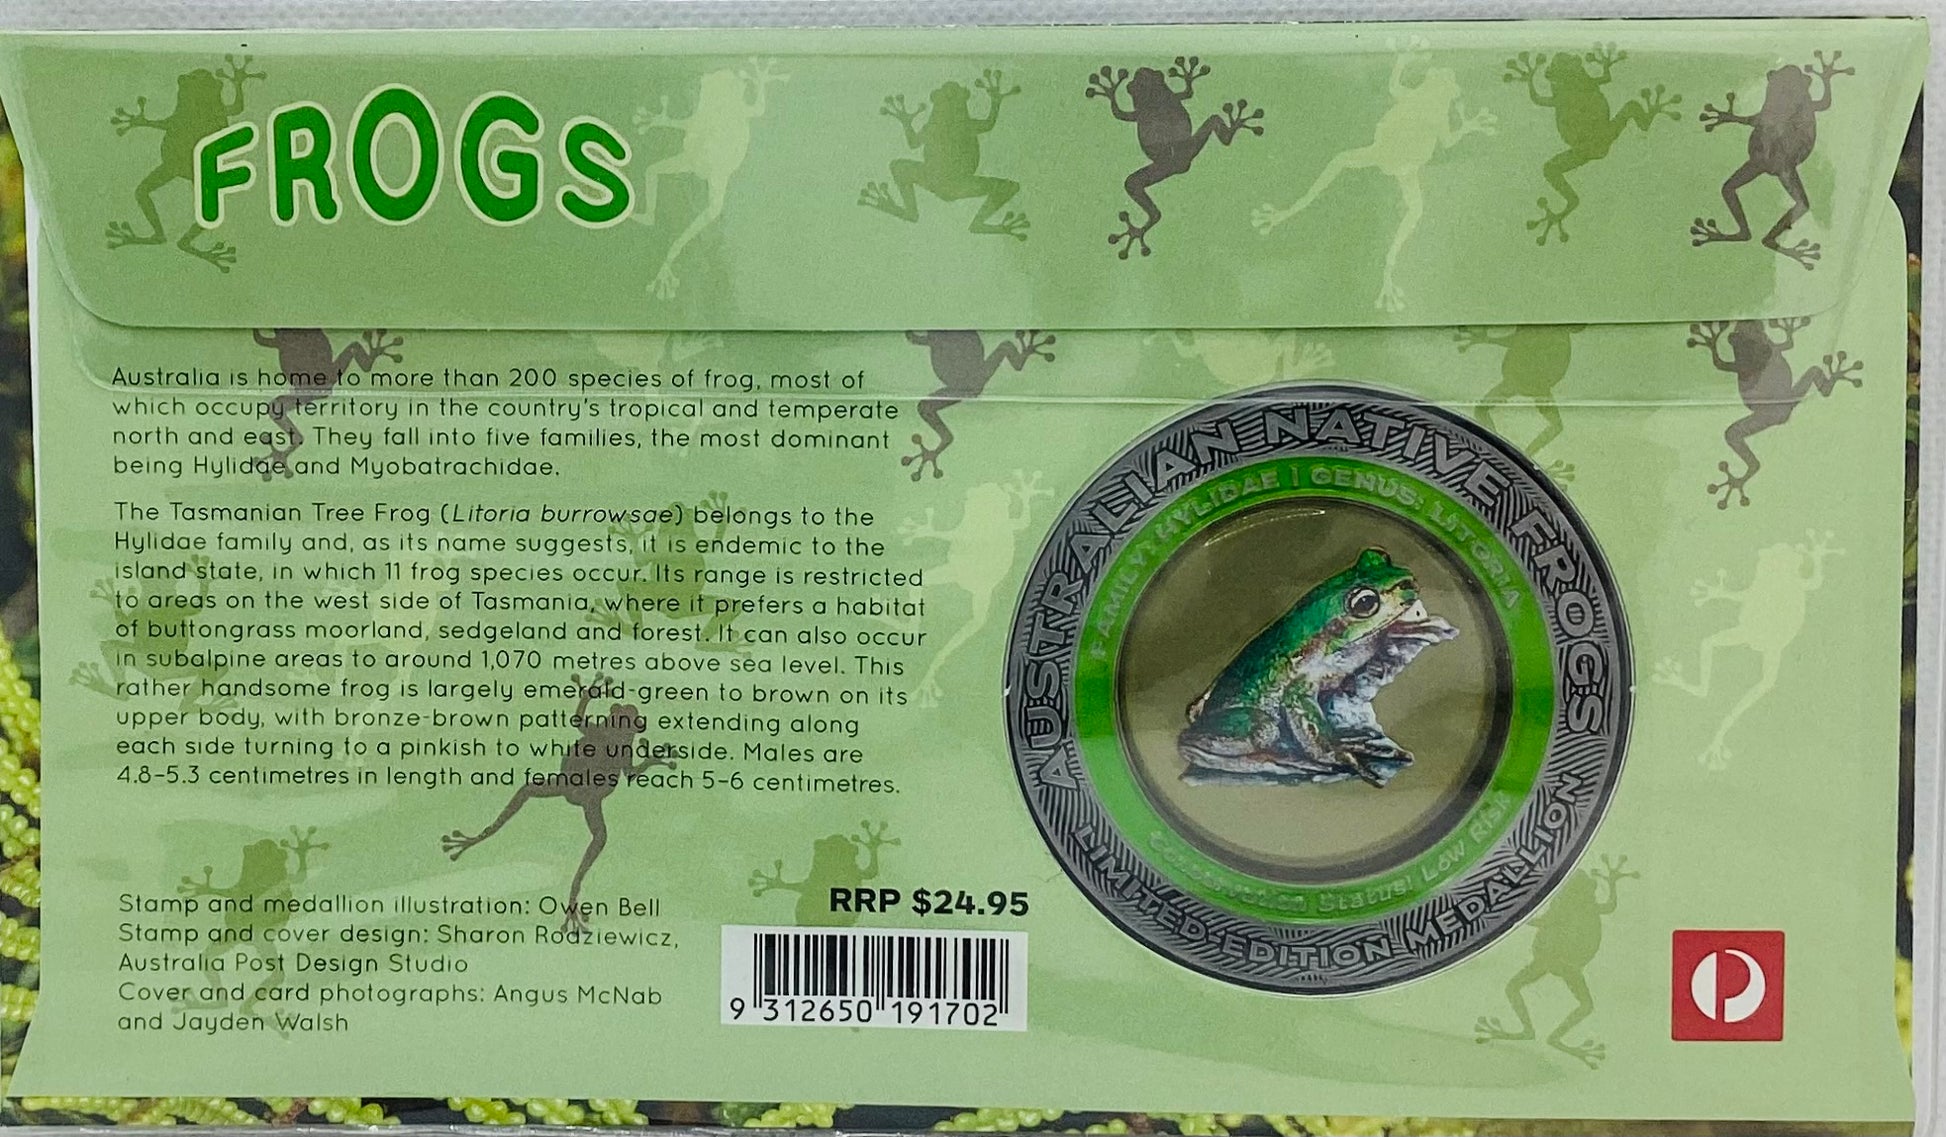 FROGS
Australia is home to more than 200 species of frog, most of
which occupy territory in the country's tropical and temperate
north and east. They fall into five families, the most dominant
being Hylidae and Myobatrachidae.
The Tasmanian Tree Frog (Litoria burrowsae) belongs to the
Hylidae family and, as its name suggests, it is endemic to the
island state, in which 11 frog species occur. Its range is restricted
to areas on the west side of Tasmania, where it prefers a habitat
of buttongrass moorland, sedgeland and forest. It can also occur
in subalpine areas to around 1,070 metres above sea level. This
rather handsome frog is largely emerald-green to brown on its
upper body, with bronze-brown patterning extending along
each side turning to a pinkish to white underside. Males are
4.8–5.3 centimetres in length and females reach 5–6 centimetres.
Stamp and medallion illustration: Owen Bell
Stamp and cover design: Sharon Rodziewicz,
Australia Post Design Studio
Cover and card photographs: Angus McNab
and Jayden Walsh
RRP $24.95
9 312650 191702
AUSTRALIAN NATIVE FROGS
FAMILY: HYLIDAE | GENUS: LITORIA
Conservation Status: Low Risk
LIMITED-EDITION MEDALLION